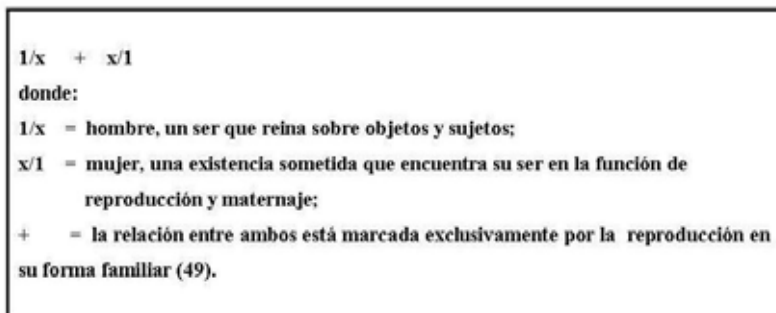 1/x + x/1
donde:
1/x = hombre, un ser que reina sobre objetos y sujetos;
x/1 = mujer, una existencia sometida que encuentra su ser en la función de
reproducción y maternaje;
+ = la relación entre ambos está marcada exclusivamente por la reproducción en
su forma familiar (49).